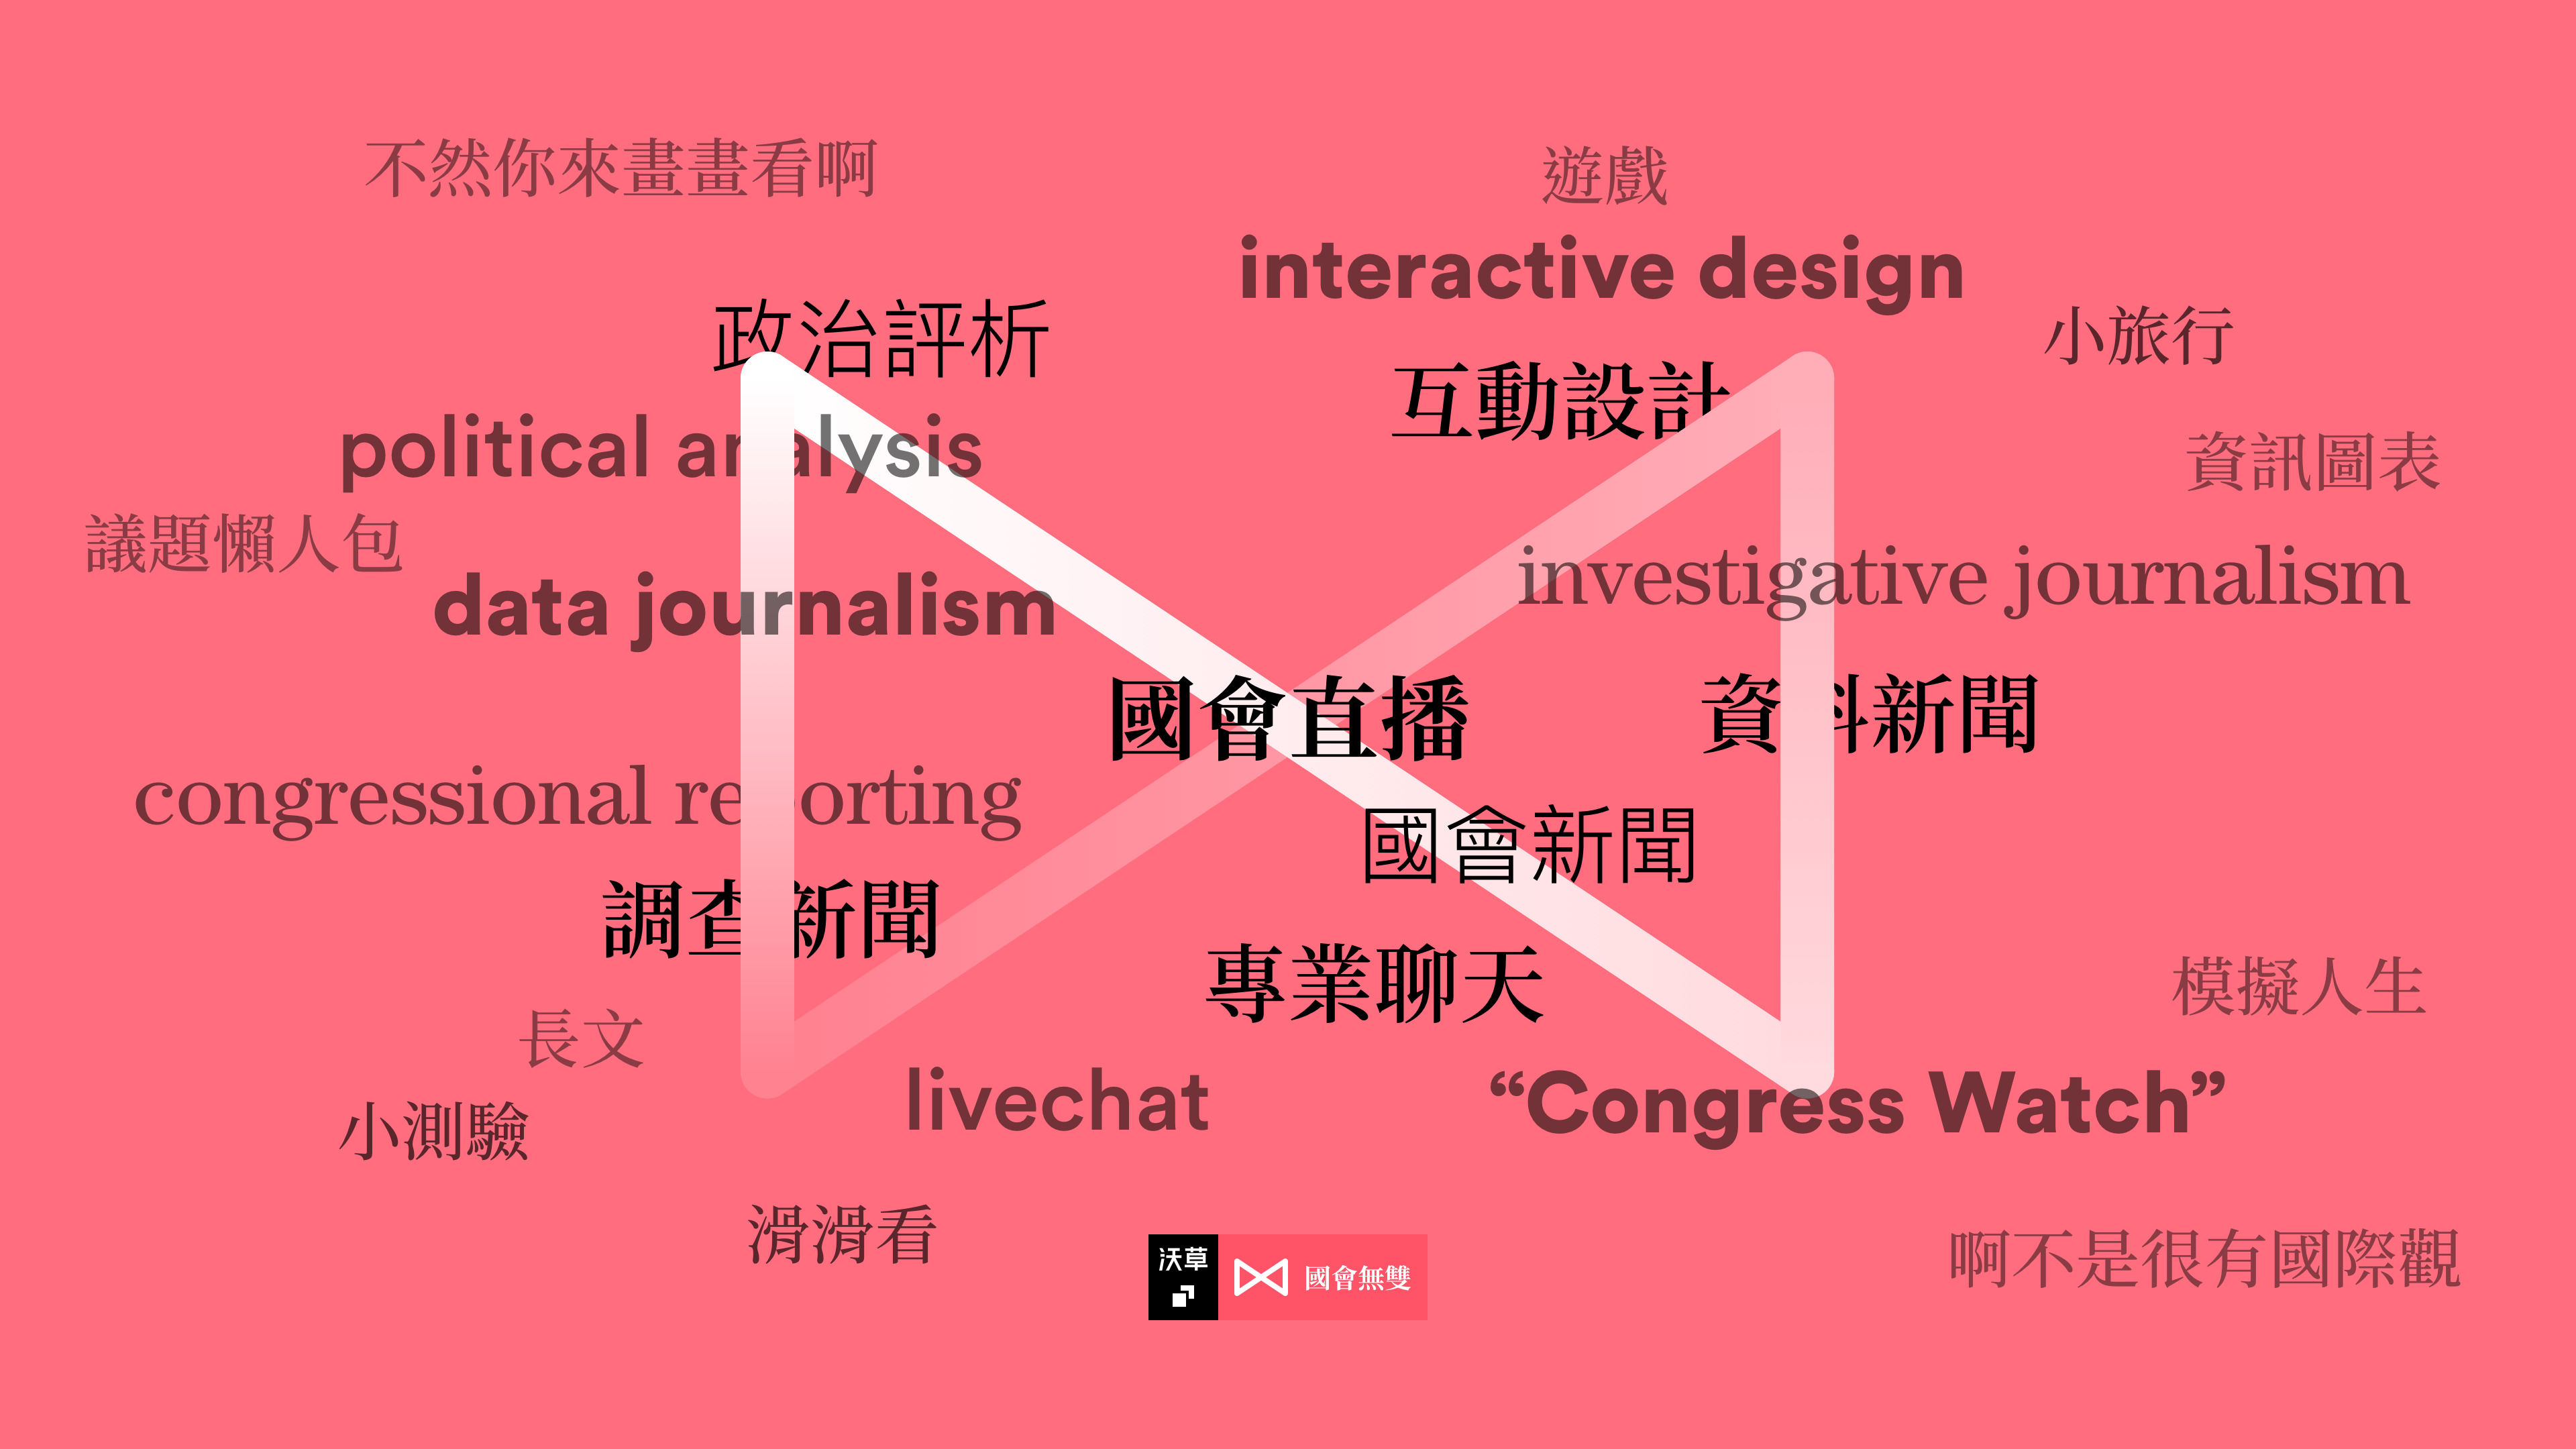 不然你來畫畫看啊
遊戲
interactive design
政治評析
小旅行
互動設計
political analysis
資訊圖表
議題懶人包
data journalism
investigative journalism
國會直播
資料新聞
congressional reporting
國會新聞
調查新聞
專業聊天
模擬人生
長文
livechat
“Congress Watch”
小測驗
滑滑看
沃草
國會無雙
啊不是很有國際觀